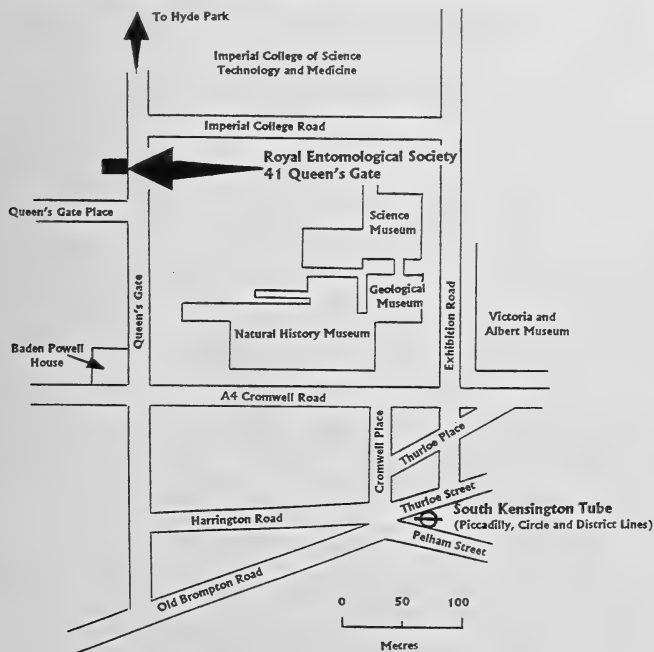 To Hyde Park
Imperial College of Science
Technology and Medicine
Imperial College Road
Royal Entomological Society
41 Queen's Gate
Queen's Gate Place
Science
Museum
Geological
Museum
Queen's Gate
Exhibition Road
Victoria and
Albert Museum
Natural History Museum
Baden Powell
House
A4 Cromwell Road
Cromwell Place
Thurloe Place
Thurloe Street
South Kensington Tube
(Piccadilly, Circle and District Lines)
Harrington Road
Pelham Street
Old Brompton Road
0 50 100
Metres